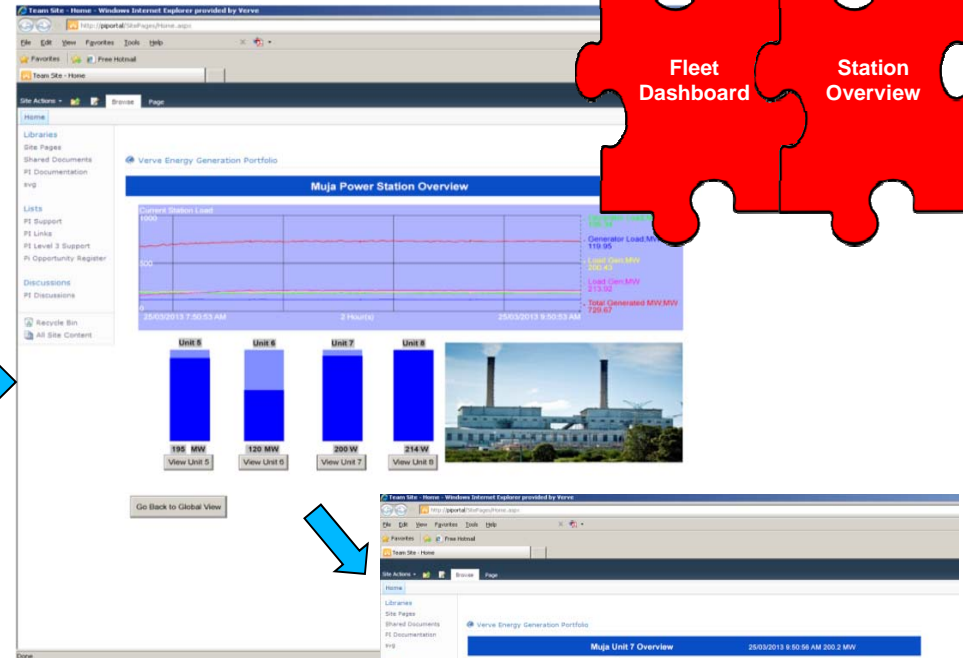 Team Site - Home - Windows Internet Explorer provided by Verve
http://piportal/SitePages/Home.aspx
File Edit View Favorites Tools Help
Favorites Free Hotmail
Team Site - Home
Site Actions Browse Page
Home
Libraries
Site Pages
Shared Documents
PI Documentation
svg
Lists
PI Support
PI Links
PI Level 3 Support
Pi Opportunity Register
Discussions
PI Discussions
Recycle Bin
All Site Content
Verve Energy Generation Portfolio
Muja Power Station Overview
Current Station Load
1000
500
0
25/03/2013 7:50:53 AM 2 Hour(s) 25/03/2013 9:50:53 AM
Generator Load:MW
119.95
Load Gen:MW
200.43
Load Gen:MW
213.92
Total Generated MW:MW
729.67
Unit 5 Unit 6 Unit 7 Unit 8
195 MW 120 MW 200 W 214 W
View Unit 5 View Unit 6 View Unit 7 View Unit 8
Go Back to Global View
Done
Fleet
Dashboard
Station
Overview
Team Site - Home - Windows Internet Explorer provided by Verve
http://piportal/SitePages/Home.aspx
File Edit View Favorites Tools Help
Favorites Free Hotmail
Team Site - Home
Site Actions Browse Page
Home
Libraries
Site Pages
Shared Documents
PI Documentation
svg
Verve Energy Generation Portfolio
Muja Unit 7 Overview 25/03/2013 9:50:56 AM 200.2 MW